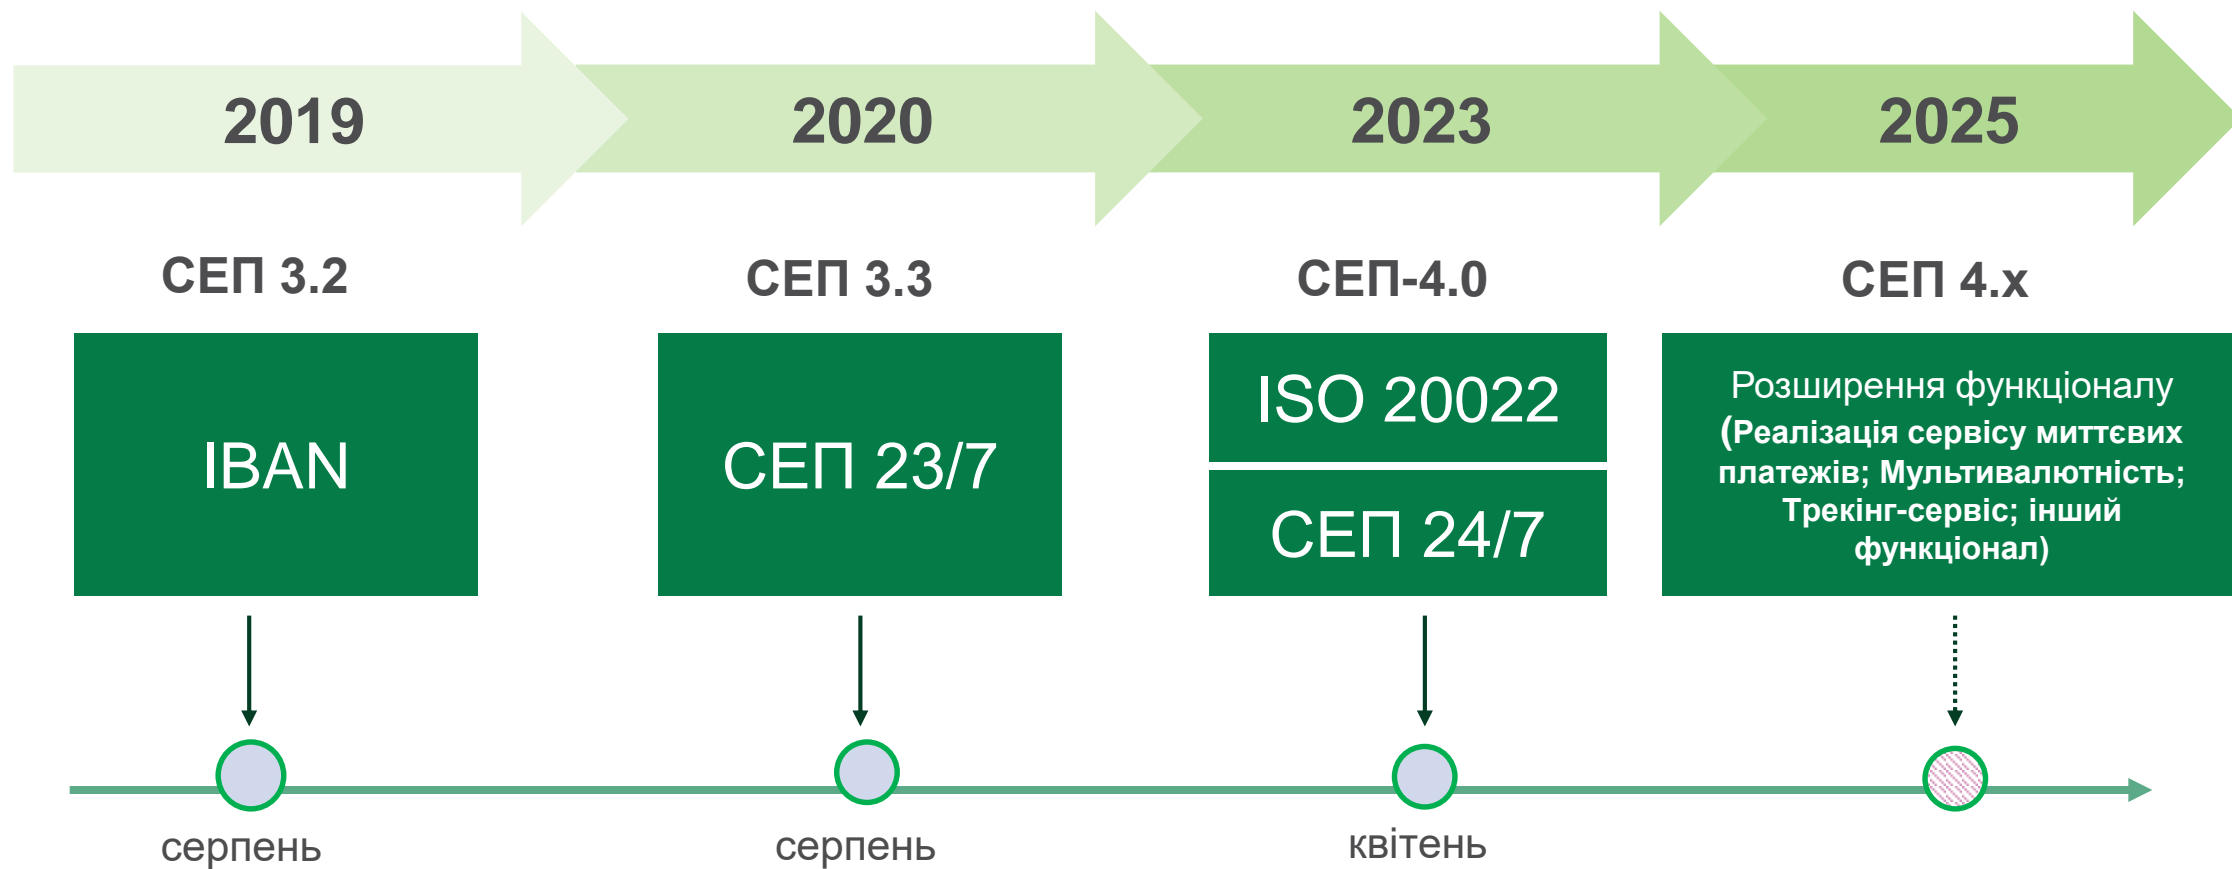 2019
2020
2023
2025
СЕП 3.2
СЕП 3.3
СЕП-4.0
СЕП 4.х
IBAN
СЕП 23/7
ISO 20022
СЕП 24/7
Розширення функціоналу
(Реалізація сервісу миттєвих
платежів; Мультивалютність;
Трекінг-сервіс; інший
функціонал)
серпень
серпень
квітень